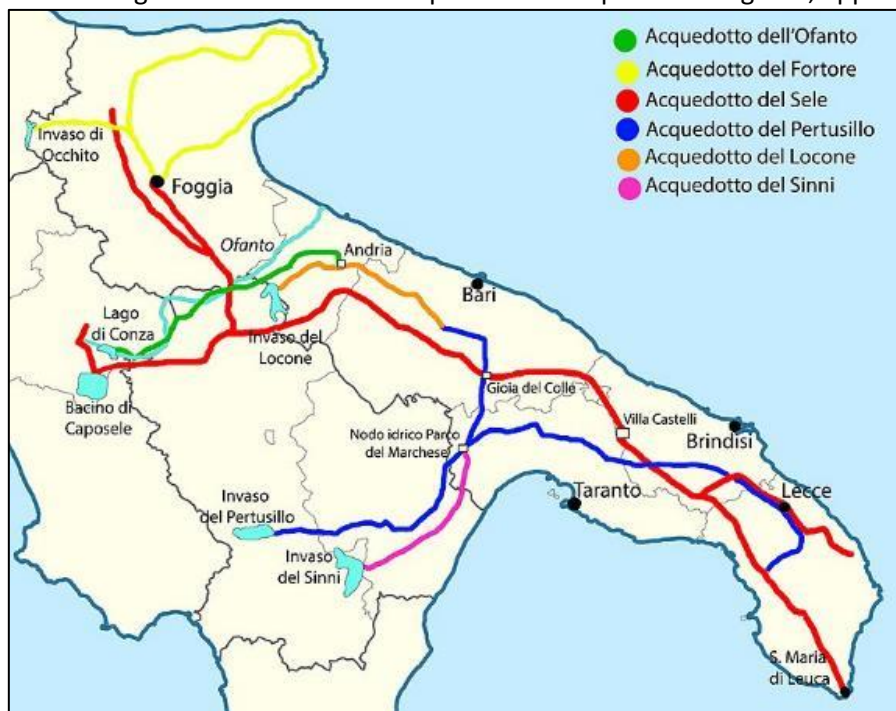 Acquedotto dell'Ofanto
Acquedotto del Fortore
Acquedotto del Sele
Acquedotto del Pertusillo
Acquedotto del Locone
Acquedotto del Sinni
Invaso di
Occhito
Foggia
Ofanto
Andria
Bari
Lago
di Conza
Invaso del
Locone
Bacino di
Caposele
Gioia del Colle
Villa Castelli
Nodo idrico Parco
del Marchese
Brindisi
Taranto
Lecce
Invaso
del Pertusillo
Invaso
del Sinni
S. Maria
di Leuca